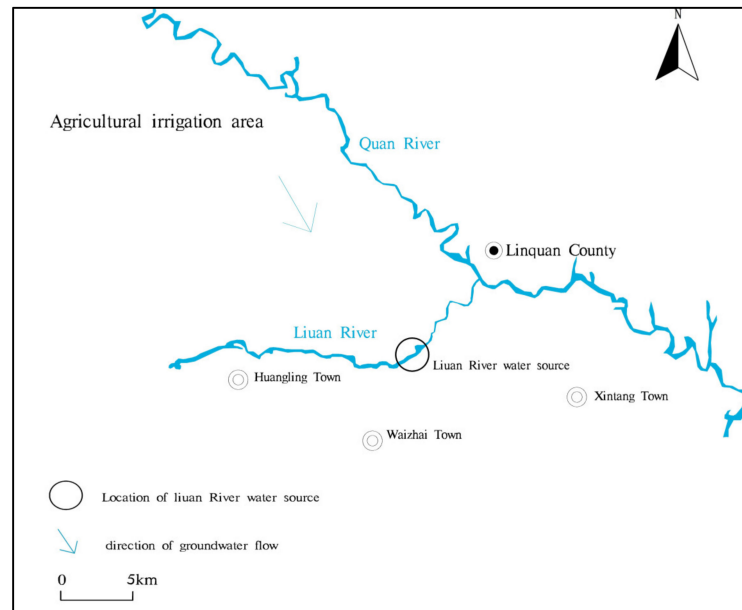 N
Agricultural irrigation area
Quan River
Linquan County
Liuan River
Liuan River water source
Huangling Town
Xintang Town
Waizhai Town
Location of liuan River water source
direction of groundwater flow
0 5km